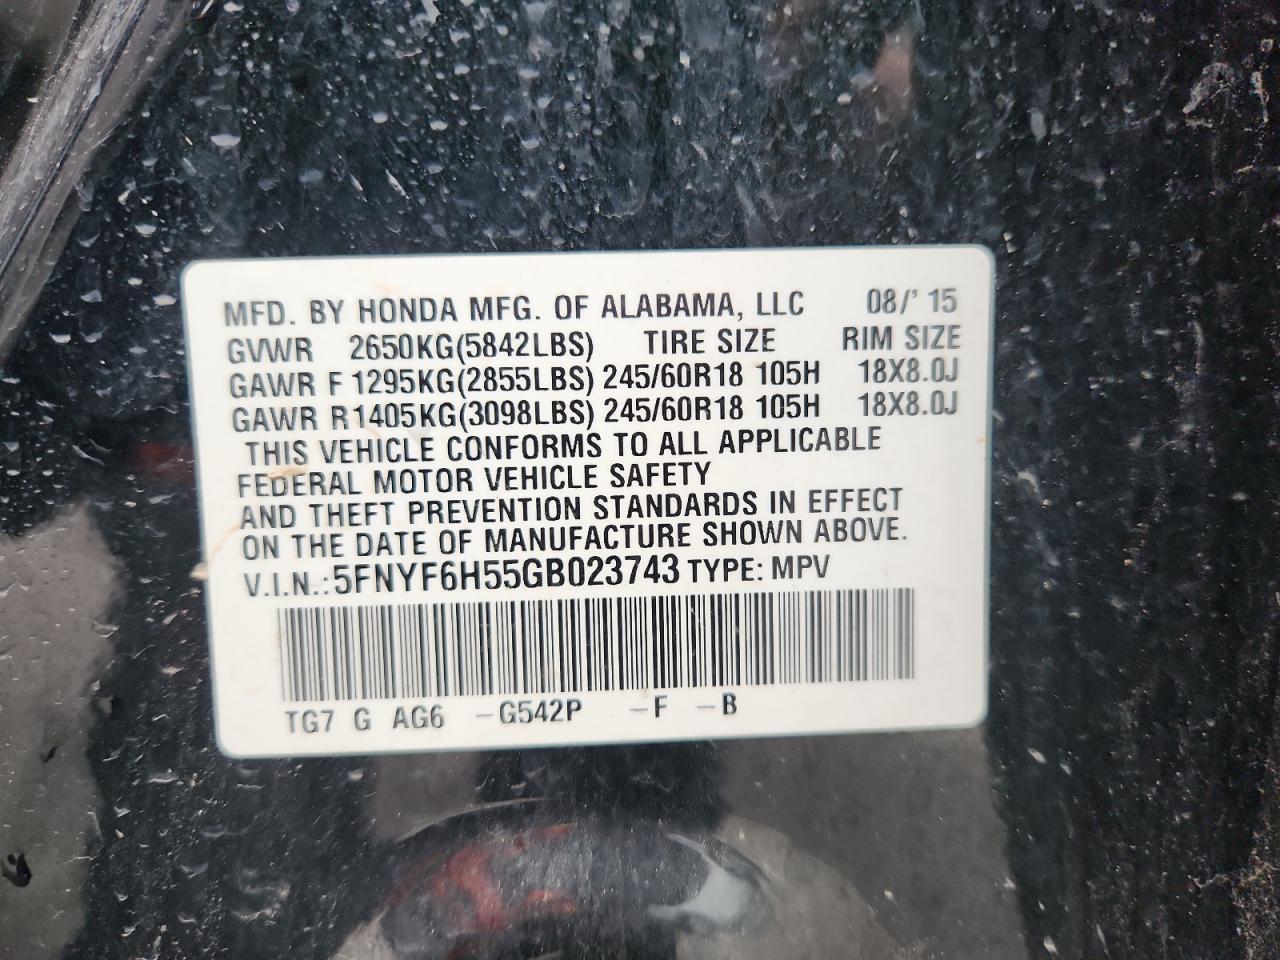 MFD. BY HONDA MFG. OF ALABAMA, LLC 08/' 15
GVWR 2650KG(5842LBS) TIRE SIZE RIM SIZE
GAWR F 1295KG(2855LBS) 245/60R18 105H 18X8.0J
GAWR R1405KG(3098LBS) 245/60R18 105H 18X8.0J
THIS VEHICLE CONFORMS TO ALL APPLICABLE
FEDERAL MOTOR VEHICLE SAFETY
AND THEFT PREVENTION STANDARDS IN EFFECT
ON THE DATE OF MANUFACTURE SHOWN ABOVE.
V.I.N.:5FNYF6H55GB023743 TYPE: MPV
TG7 G AG6 -G542P -F -B